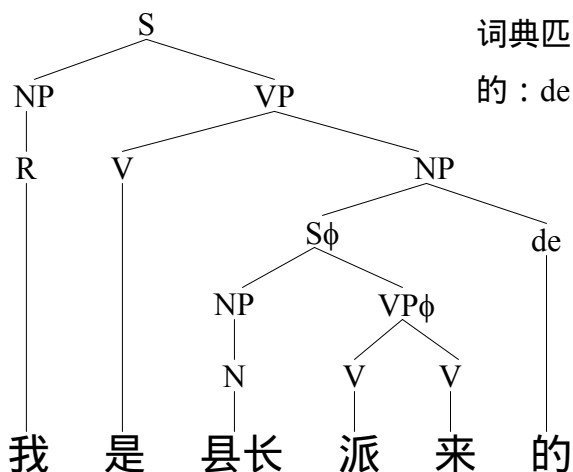 S
词典匹
NP VP
的：de
R V NP
Sϕ de
NP VPϕ
N V V
我 是 县长 派 来 的